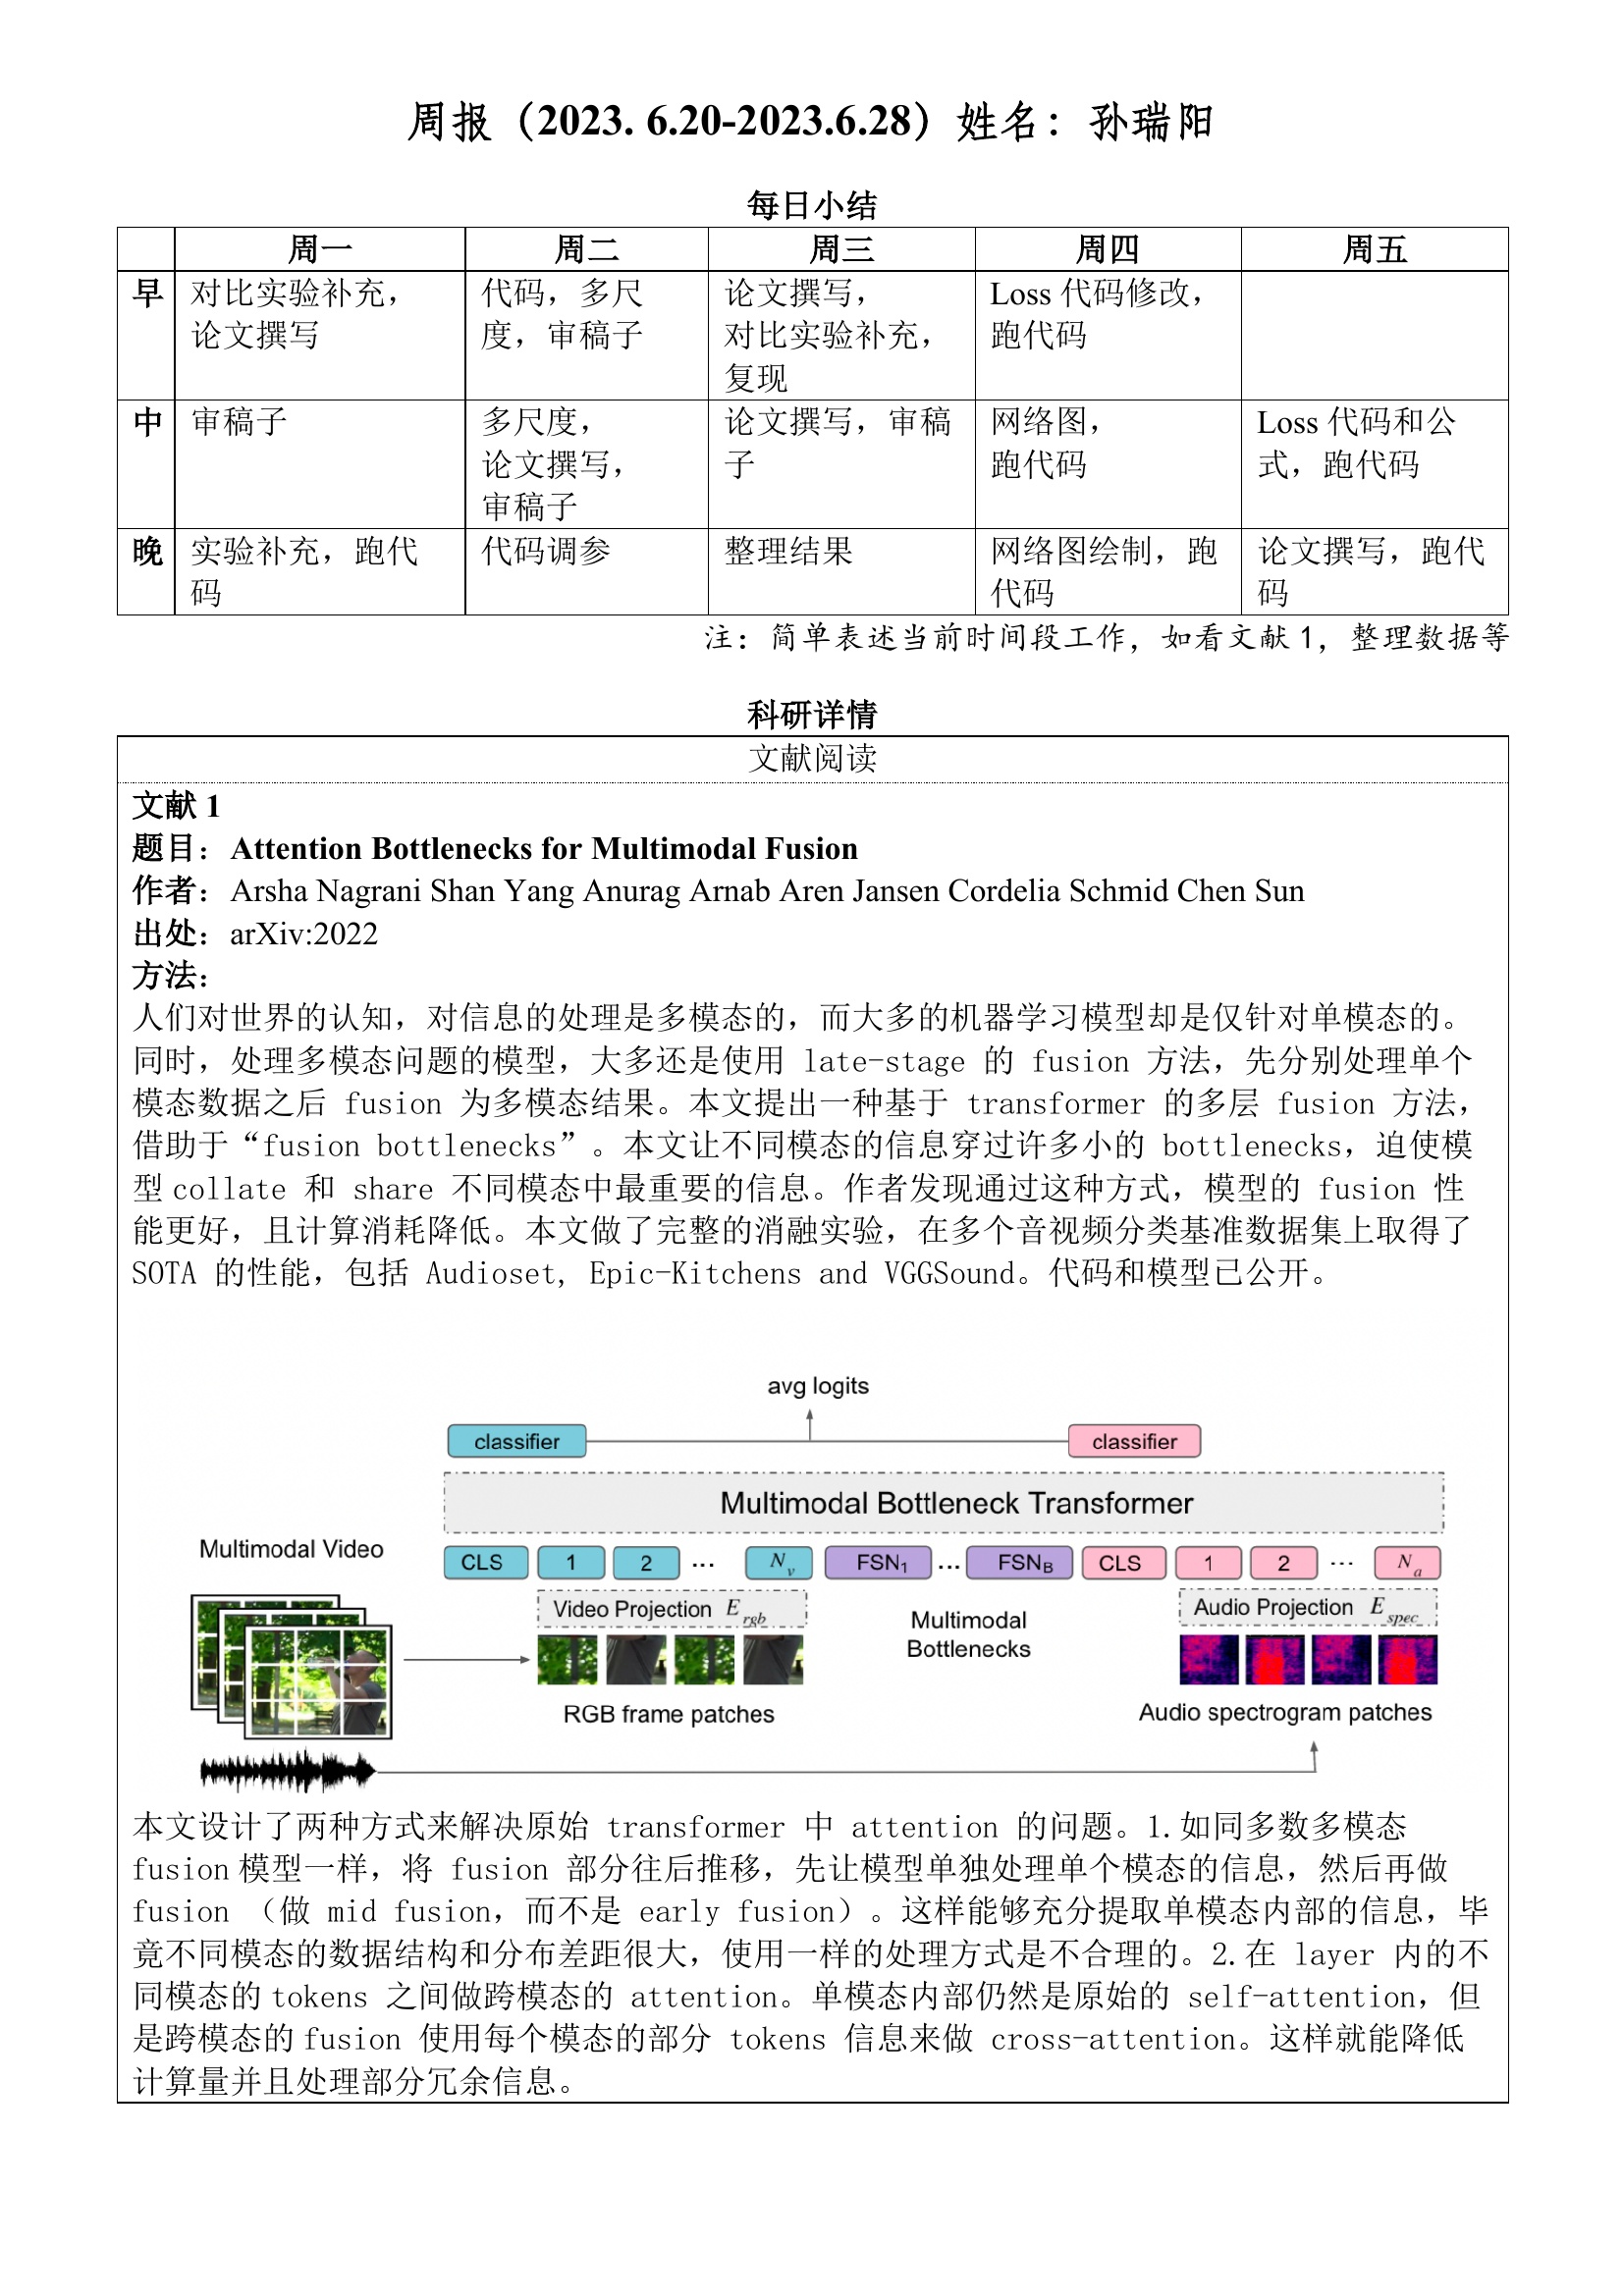 周报（2023. 6.20-2023.6.28）姓名：孙瑞阳
每日小结
周一 周二 周三 周四 周五
早 对比实验补充， 代码，多尺 论文撰写， Loss 代码修改，
论文撰写 度，审稿子 对比实验补充， 跑代码
复现
中 审稿子 多尺度， 论文撰写，审稿 网络图， Loss 代码和公
论文撰写， 子 跑代码 式，跑代码
审稿子
晚 实验补充，跑代 代码调参 整理结果 网络图绘制，跑 论文撰写，跑代
码 代码 码
注：简单表述当前时间段工作，如看文献1，整理数据等
科研详情
文献阅读
文献 1
题目：Attention Bottlenecks for Multimodal Fusion
作者：Arsha Nagrani Shan Yang Anurag Arnab Aren Jansen Cordelia Schmid Chen Sun
出处：arXiv:2022
方法：
人们对世界的认知，对信息的处理是多模态的，而大多的机器学习模型却是仅针对单模态的。
同时，处理多模态问题的模型，大多还是使用 late-stage 的 fusion 方法，先分别处理单个
模态数据之后 fusion 为多模态结果。本文提出一种基于 transformer 的多层 fusion 方法，
借助于“fusion bottlenecks”。本文让不同模态的信息穿过许多小的 bottlenecks，迫使模
型collate 和 share 不同模态中最重要的信息。作者发现通过这种方式，模型的 fusion 性
能更好，且计算消耗降低。本文做了完整的消融实验，在多个音视频分类基准数据集上取得了
SOTA 的性能，包括 Audioset, Epic-Kitchens and VGGSound。代码和模型已公开。
avg logits
classifier classifier
Multimodal Bottleneck Transformer
Multimodal Video
CLS 1 2 ... N_v FSN1 ... FSNB CLS 1 2 ... N_a
Video Projection E_rgb Multimodal Audio Projection E_spec
Bottlenecks
RGB frame patches Audio spectrogram patches
本文设计了两种方式来解决原始 transformer 中 attention 的问题。1.如同多数多模态
fusion模型一样，将 fusion 部分往后推移，先让模型单独处理单个模态的信息，然后再做
fusion （做 mid fusion，而不是 early fusion）。这样能够充分提取单模态内部的信息，毕
竟不同模态的数据结构和分布差距很大，使用一样的处理方式是不合理的。2.在 layer 内的不
同模态的tokens 之间做跨模态的 attention。单模态内部仍然是原始的 self-attention，但
是跨模态的fusion 使用每个模态的部分 tokens 信息来做 cross-attention。这样就能降低
计算量并且处理部分冗余信息。